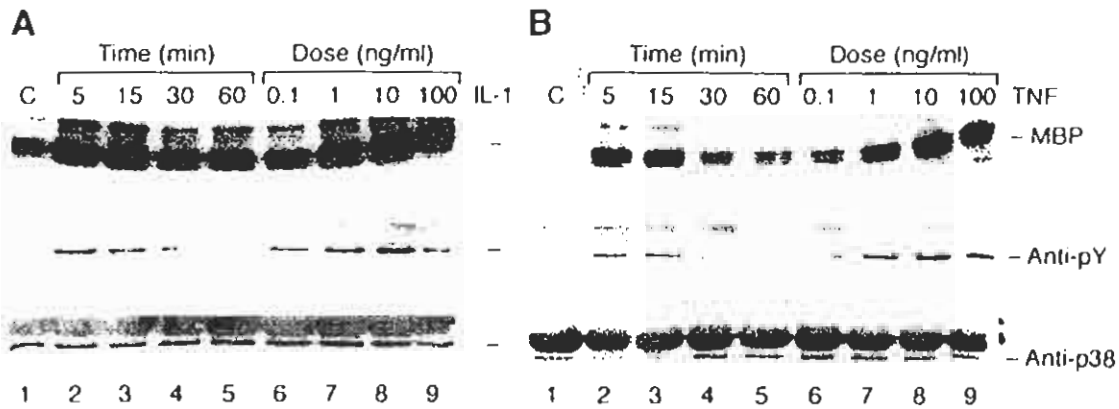 A
B
Time (min) Dose (ng/ml)
Time (min) Dose (ng/ml)
C 5 15 30 60 0.1 1 10 100 IL-1
C 5 15 30 60 0.1 1 10 100 TNF
– MBP
– Anti-pY
– Anti-p38
1 2 3 4 5 6 7 8 9
1 2 3 4 5 6 7 8 9